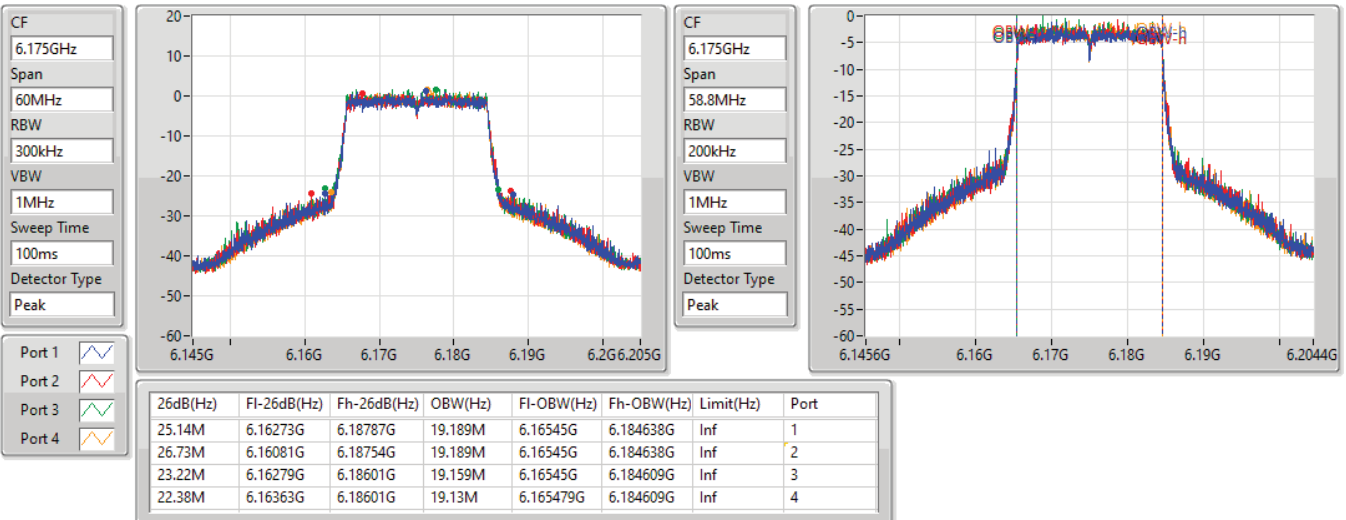 CF
6.175GHz
Span
60MHz
RBW
300kHz
VBW
1MHz
Sweep Time
100ms
Detector Type
Peak
20
10
0
-10
-20
-30
-40
-50
-60
6.145G 6.16G 6.17G 6.18G 6.19G 6.2G 6.205G
CF
6.175GHz
Span
58.8MHz
RBW
200kHz
VBW
1MHz
Sweep Time
100ms
Detector Type
Peak
0
-5
-10
-15
-20
-25
-30
-35
-40
-45
-50
-55
-60
6.1456G 6.16G 6.17G 6.18G 6.19G 6.2044G
Port 1
Port 2
Port 3
Port 4
26dB(Hz) Fl-26dB(Hz) Fh-26dB(Hz) OBW(Hz) Fl-OBW(Hz) Fh-OBW(Hz) Limit(Hz) Port
25.14M 6.16273G 6.18787G 19.189M 6.16545G 6.184638G Inf 1
26.73M 6.16081G 6.18754G 19.189M 6.16545G 6.184638G Inf 2
23.22M 6.16279G 6.18601G 19.159M 6.16545G 6.184609G Inf 3
22.38M 6.16363G 6.18601G 19.13M 6.165479G 6.184609G Inf 4